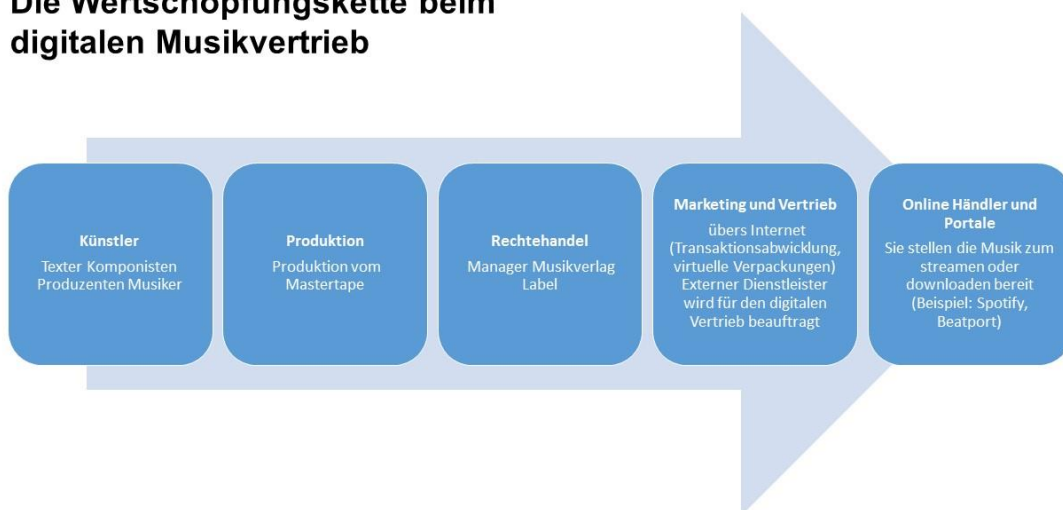 Die Wertschöpfungskette beim
digitalen Musikvertrieb
Künstler
Texter Komponisten
Produzenten Musiker
Produktion
Produktion vom
Mastertape
Rechtehandel
Manager Musikverlag
Label
Marketing und Vertrieb
übers Internet
(Transaktionsabwicklung,
virtuelle Verpackungen)
Externer Dienstleister
wird für den digitalen
Vertrieb beauftragt
Online Händler und
Portale
Sie stellen die Musik zum
streamen oder
downloaden bereit
(Beispiel: Spotify,
Beatport)